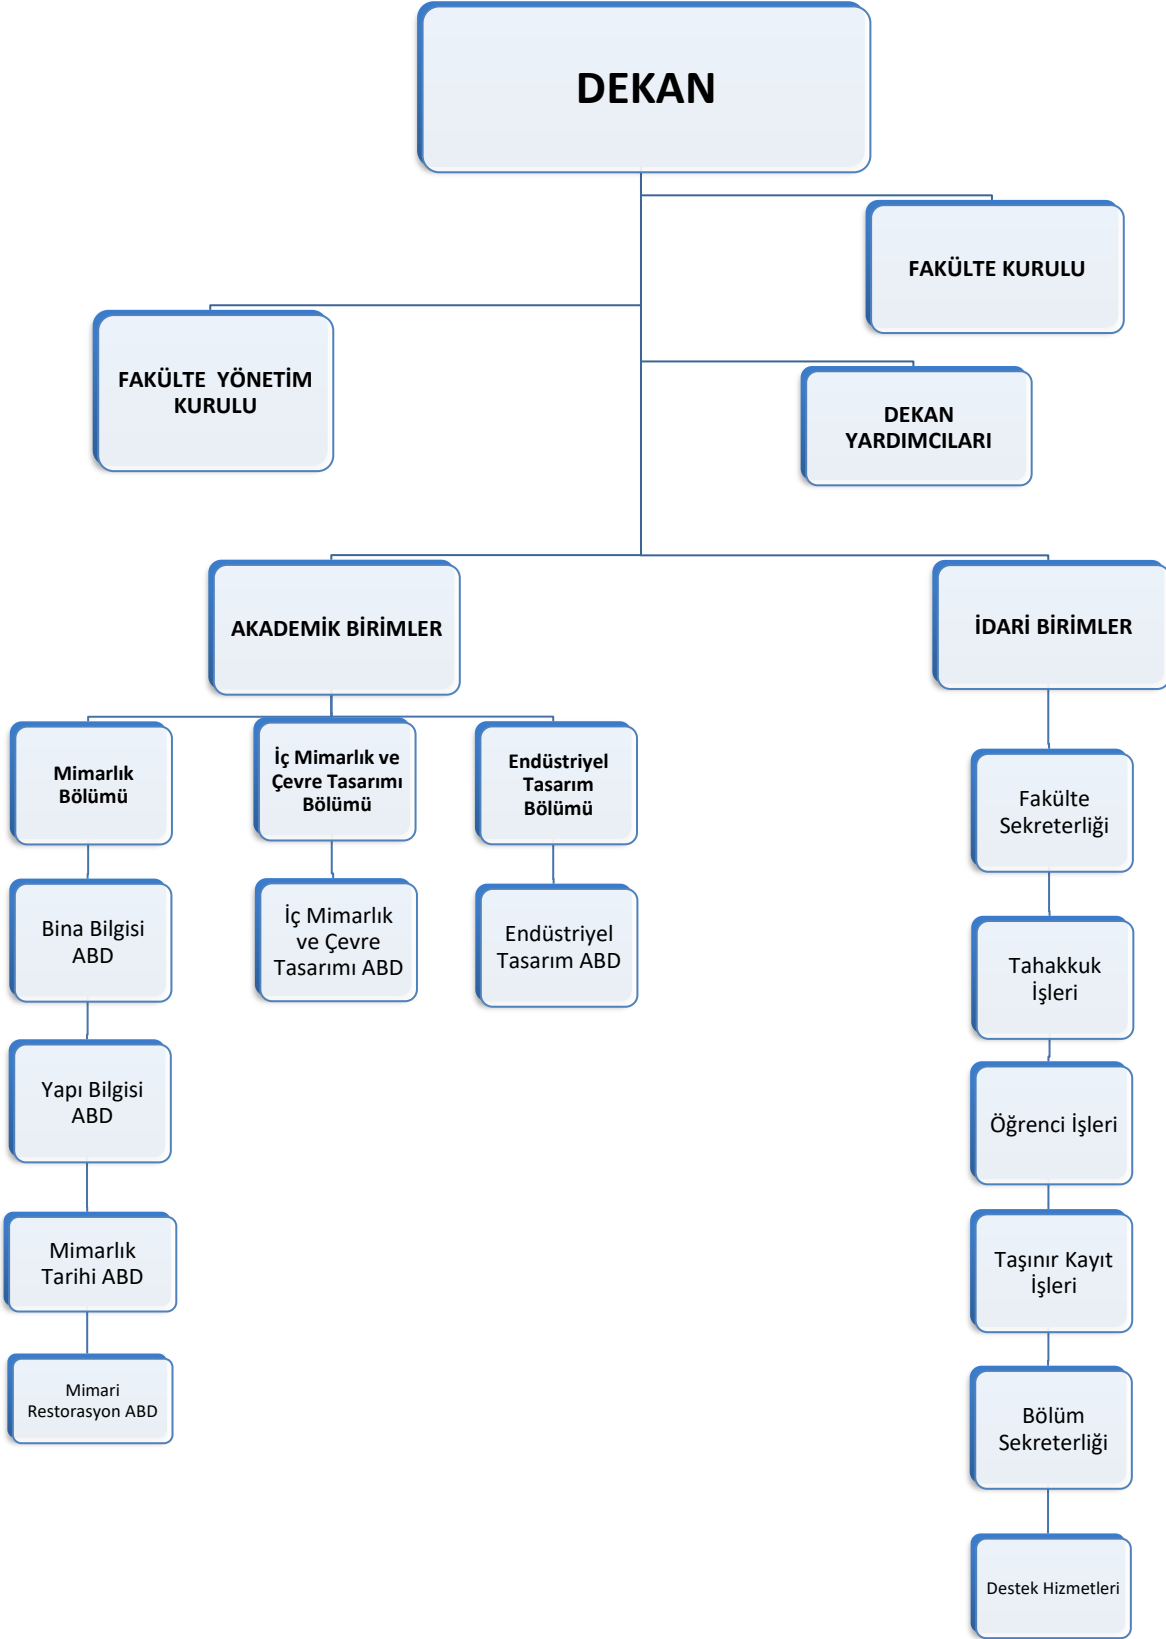 DEKAN
FAKÜLTE KURULU
FAKÜLTE YÖNETİM
KURULU
DEKAN
YARDIMCILARI
AKADEMİK BİRİMLER
İDARİ BİRİMLER
Mimarlık
Bölümü
İç Mimarlık ve
Çevre Tasarımı
Bölümü
Endüstriyel
Tasarım
Bölümü
Bina Bilgisi
ABD
İç Mimarlık
ve Çevre
Tasarımı ABD
Endüstriyel
Tasarım ABD
Yapı Bilgisi
ABD
Mimarlık
Tarihi ABD
Mimari
Restorasyon ABD
Fakülte
Sekreterliği
Tahakkuk
İşleri
Öğrenci İşleri
Taşınır Kayıt
İşleri
Bölüm
Sekreterliği
Destek Hizmetleri